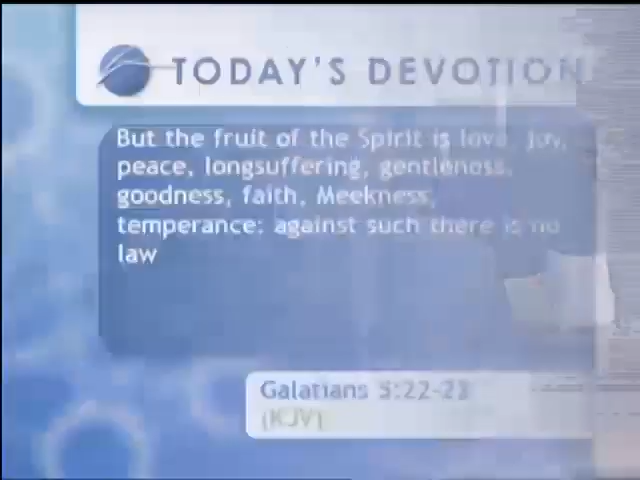 TODAY'S DEVOTION
But the fruit of the Spirit is love, joy,
peace, longsuffering, gentleness,
goodness, faith, Meekness,
temperance: against such there is no
law
Galatians 5:22-23
(KJV)